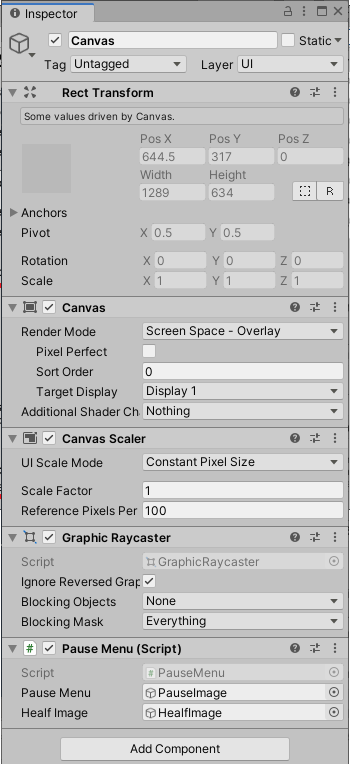 Inspector
Canvas
Static
Tag Untagged Layer UI
Rect Transform
Some values driven by Canvas.
Pos X Pos Y Pos Z
644.5 317 0
Width Height
1289 634 R
Anchors
Pivot X 0.5 Y 0.5
Rotation X 0 Y 0 Z 0
Scale X 1 Y 1 Z 1
Canvas
Render Mode Screen Space - Overlay
Pixel Perfect
Sort Order 0
Target Display Display 1
Additional Shader Ch Nothing
Canvas Scaler
UI Scale Mode Constant Pixel Size
Scale Factor 1
Reference Pixels Per 100
Graphic Raycaster
Script GraphicRaycaster
Ignore Reversed Grap
Blocking Objects None
Blocking Mask Everything
# Pause Menu (Script)
Script # PauseMenu
Pause Menu PauseImage
Healf Image HealfImage
Add Component